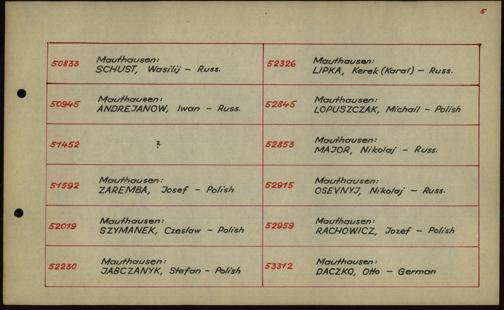 5
50833
Mauthausen:
SCHUST, Wasilij – Russ.
50945
Mauthausen:
ANDREJANOW, Iwan – Russ.
51452
?
51592
Mauthausen:
ZAREMBA, Josef – Polish
52019
Mauthausen:
SZYMANEK, Czeslaw – Polish
52230
Mauthausen:
JABCZANYK, Stefan – Polish
52326
Mauthausen:
LIPKA, Kerek (Karal) – Russ.
52845
Mauthausen:
LOPUSZCZAK, Michail – Polish
52853
Mauthausen:
MAJOR, Nikolaj – Russ.
52915
Mauthausen:
OSEVNYJ, Nikolaj – Russ.
52959
Mauthausen:
RACHOWICZ, Jozef – Polish
53312
Mauthausen:
DACZKO, Otto – German